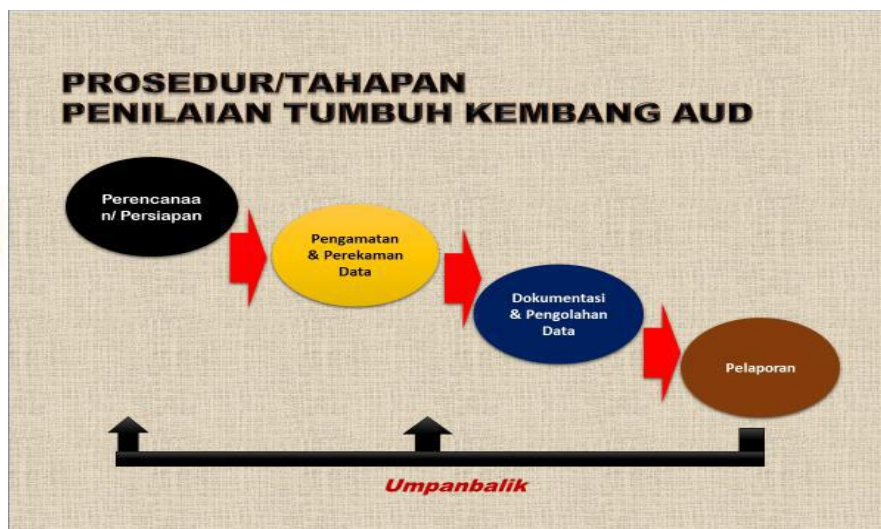 PROSEDUR/TAHAPAN
PENILAIAN TUMBUH KEMBANG AUD
Perencanaa
n/ Persiapan
Pengamatan
& Perekaman
Data
Dokumentasi
& Pengolahan
Data
Pelaporan
Umpanbalik